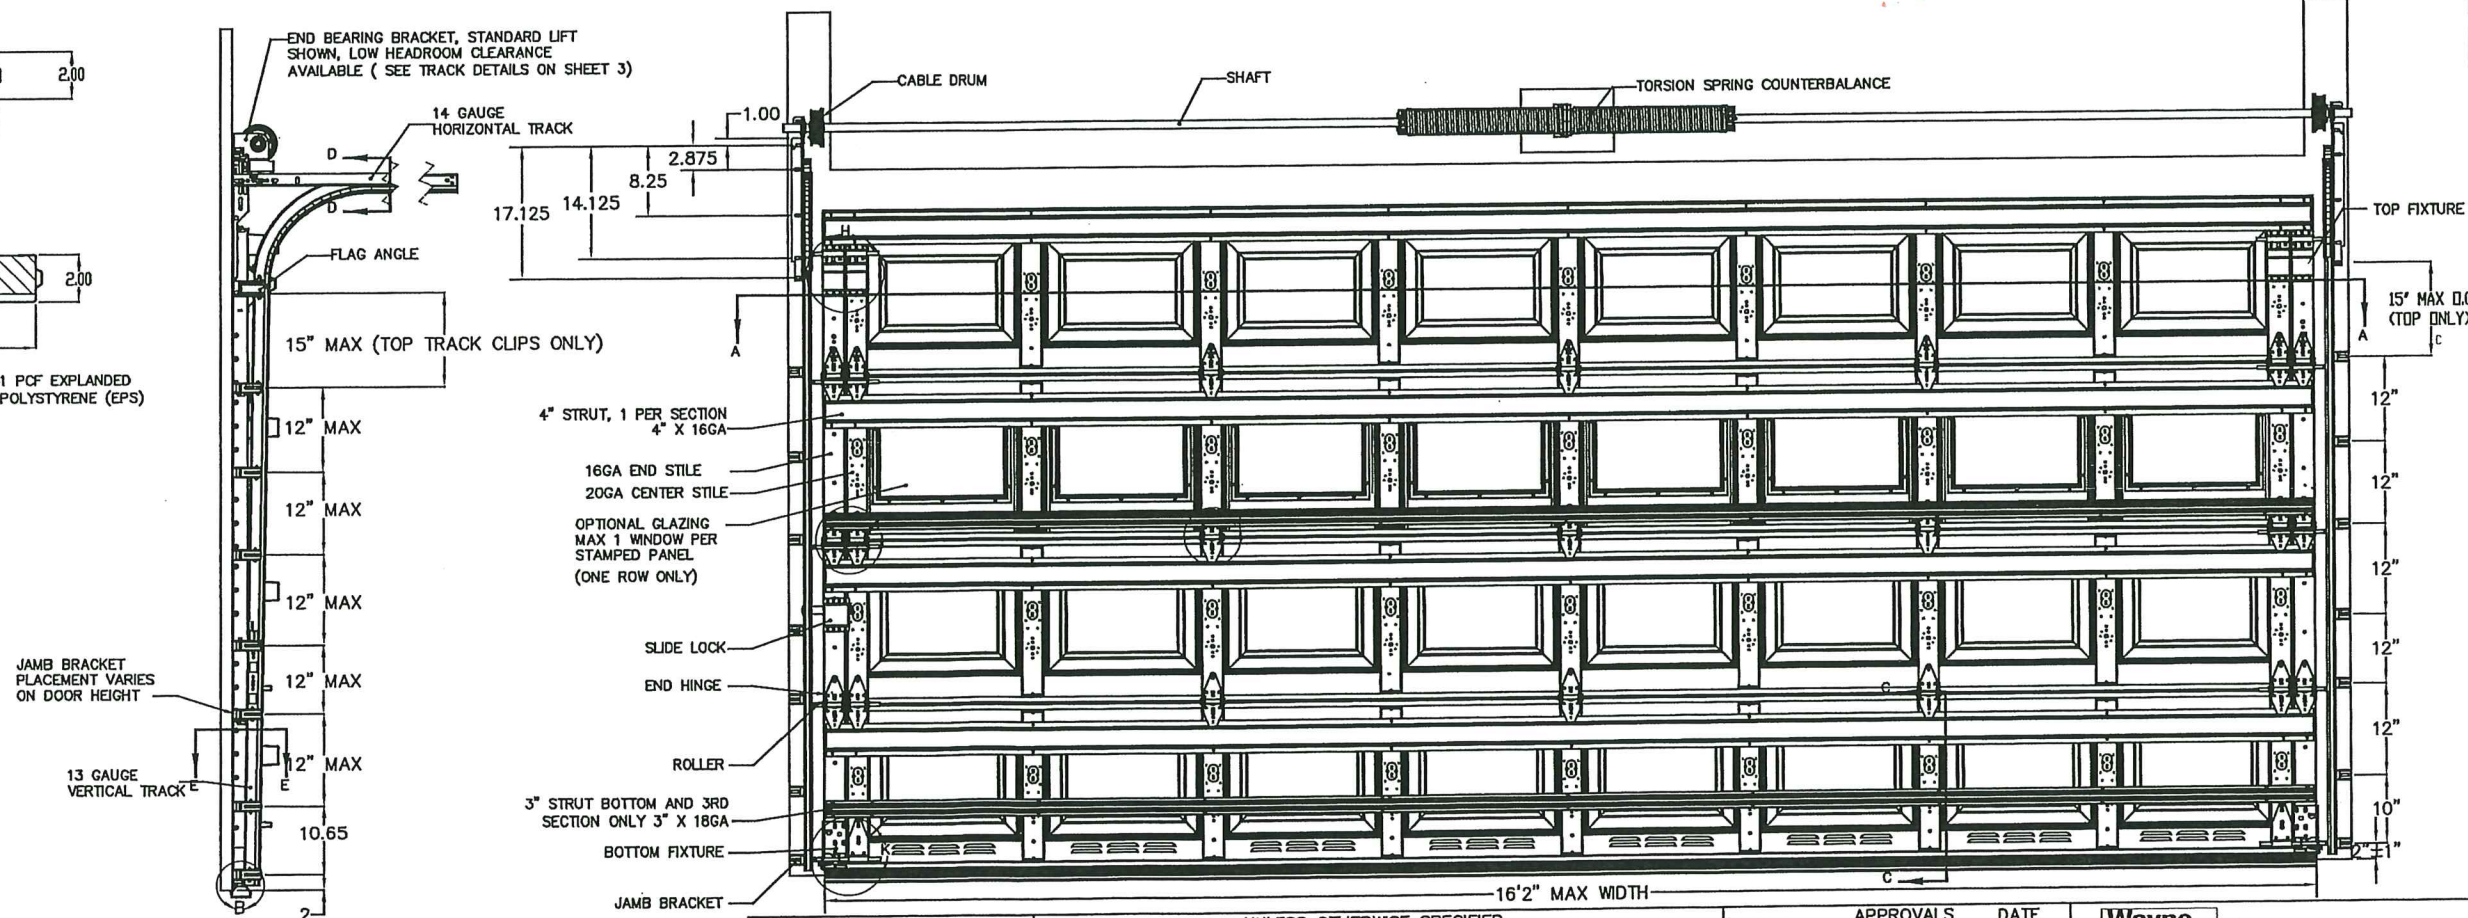 2.00
2.00
1 PCF EXPLANDED
POLYSTYRENE (EPS)
END BEARING BRACKET, STANDARD LIFT
SHOWN, LOW HEADROOM CLEARANCE
AVAILABLE ( SEE TRACK DETAILS ON SHEET 3)
14 GAUGE
HORIZONTAL TRACK
D
D
FLAG ANGLE
15" MAX (TOP TRACK CLIPS ONLY)
12" MAX
12" MAX
12" MAX
12" MAX
12" MAX
10.65
2
JAMB BRACKET
PLACEMENT VARIES
ON DOOR HEIGHT
13 GAUGE
VERTICAL TRACK
E
E
B
CABLE DRUM
SHAFT
TORSION SPRING COUNTERBALANCE
1.00
2.875
8.25
14.125
17.125
H
TOP FIXTURE
A
A
15" MAX
(TOP ONLY)
C
4" STRUT, 1 PER SECTION
4" X 16GA
16GA END STILE
20GA CENTER STILE
OPTIONAL GLAZING
MAX 1 WINDOW PER
STAMPED PANEL
(ONE ROW ONLY)
SLIDE LOCK
END HINGE
ROLLER
3" STRUT BOTTOM AND 3RD
SECTION ONLY 3" X 18GA
BOTTOM FIXTURE
JAMB BRACKET
K
C
C
12"
12"
12"
12"
12"
10"
2"
1"
16'2" MAX WIDTH
UNLESS OTHERWISE SPECIFIED
APPROVALS
DATE
Wayne